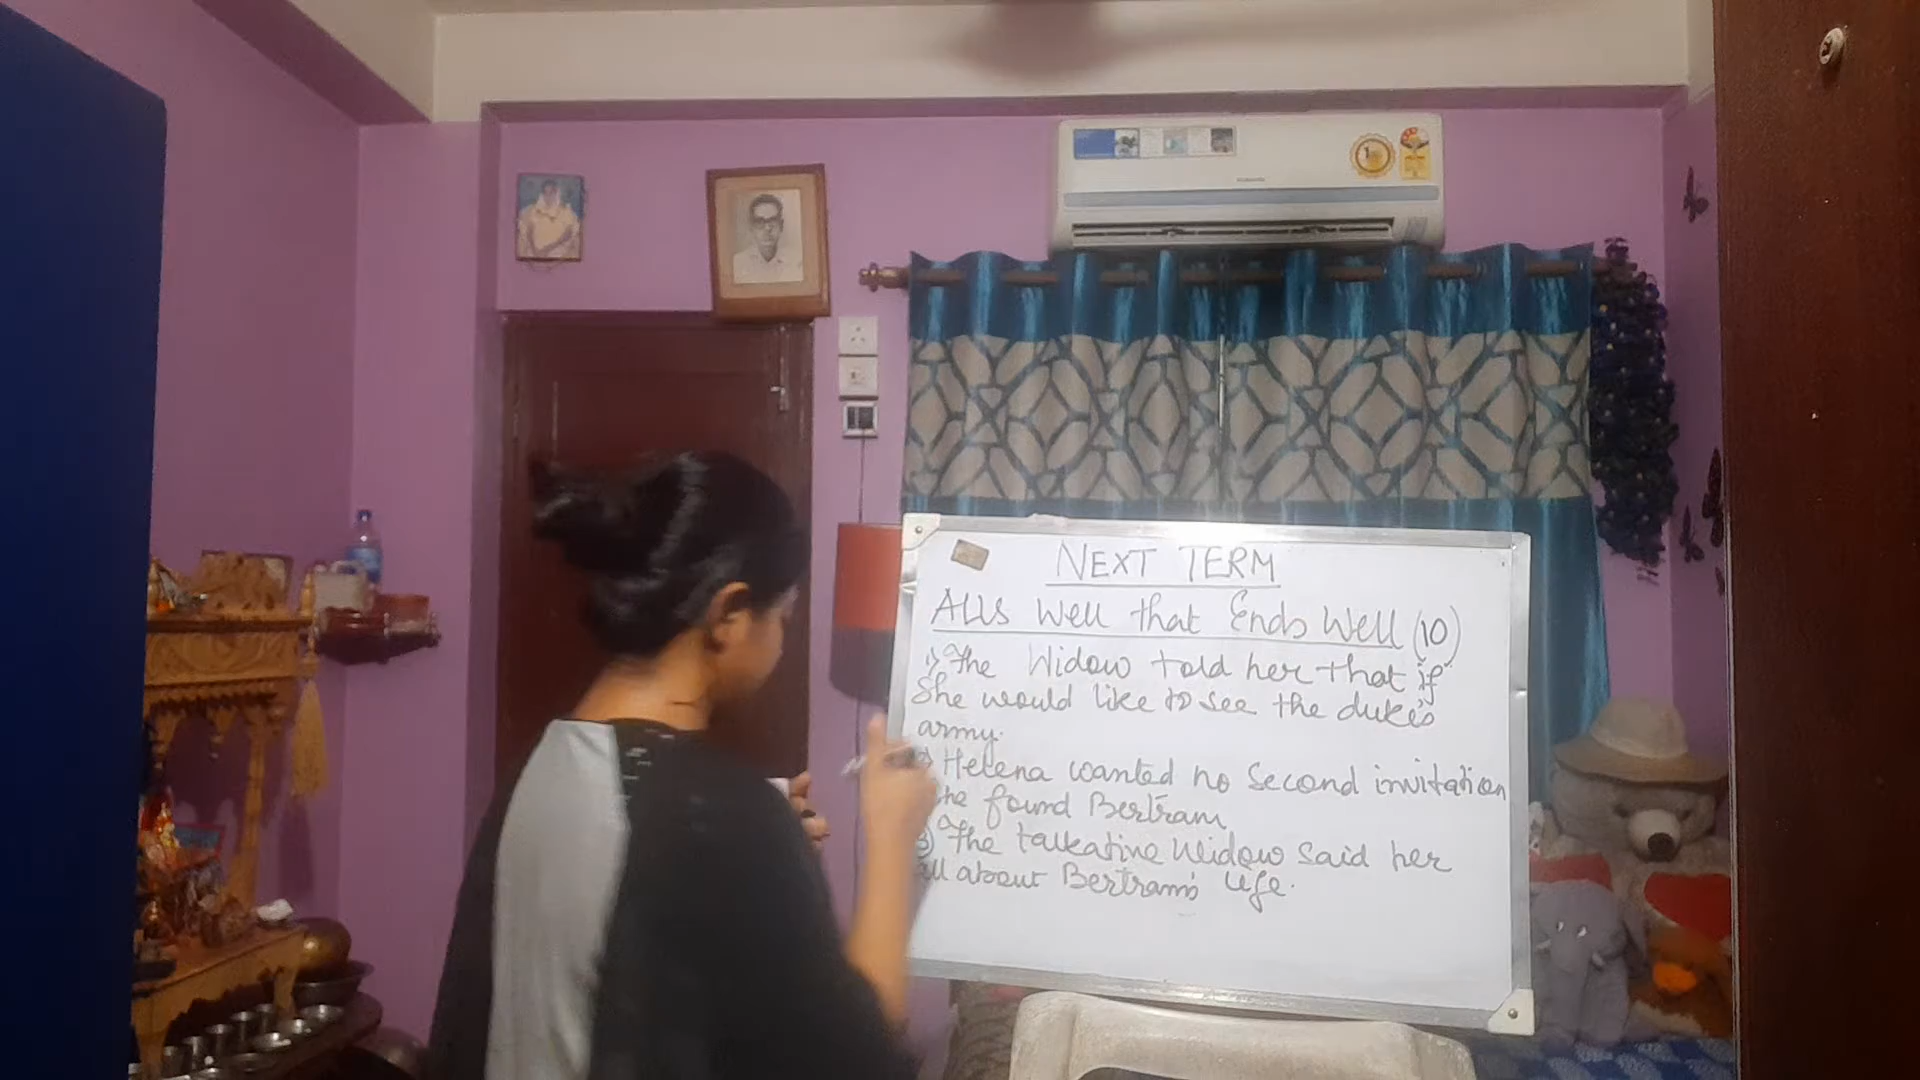 NEXT TERM
ALLS Well that Ends Well (10)
1) The Widow told her that if
She would like to see the duke's
army.
Helena wanted no Second invitation
he found Bertram
3) The talkative Widow Said her
all about Bertram's life.